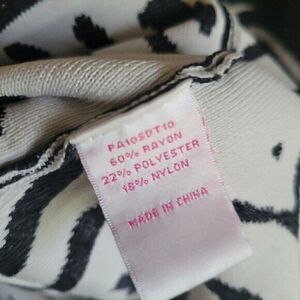 PA105DT10
60% RAYON
22% POLYESTER
18% NYLON
MADE IN CHINA